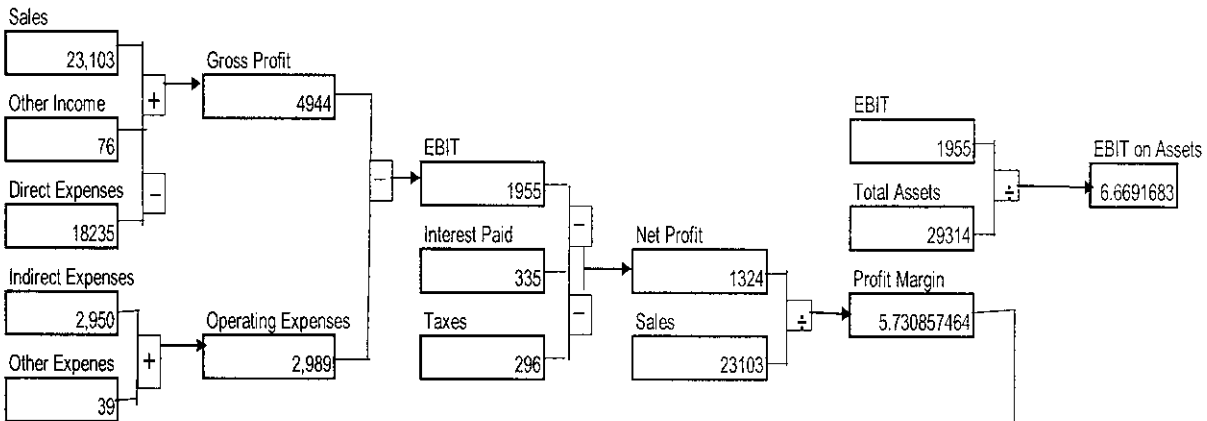 Sales
23,103
+
Other Income
76
−
Direct Expenses
18235
Indirect Expenses
2,950
+
Other Expenes
39
Gross Profit
4944
Operating Expenses
2,989
−
EBIT
1955
−
Interest Paid
335
−
Taxes
296
Net Profit
1324
÷
Sales
23103
EBIT
1955
÷
Total Assets
29314
EBIT on Assets
6.6691683
Profit Margin
5.730857464